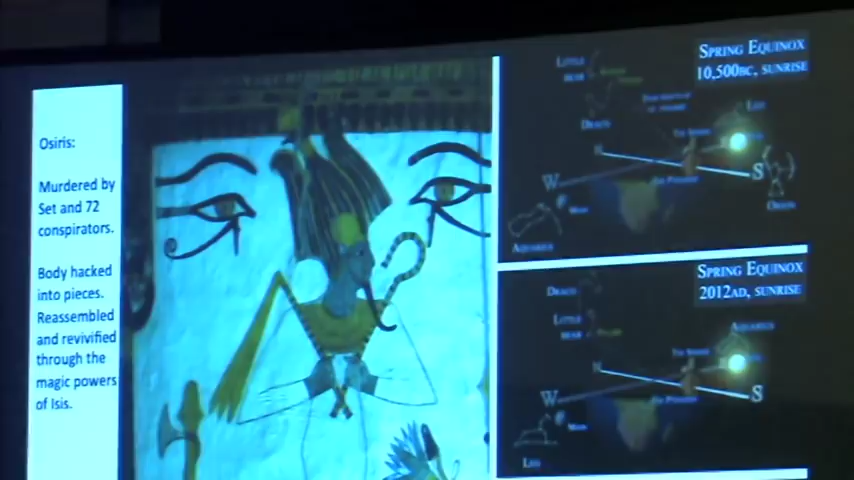 Osiris:
Murdered by
Set and 72
conspirators.
Body hacked
into pieces.
Reassembled
and revivified
through the
magic powers
of Isis.
SPRING EQUINOX
10,500BC, SUNRISE
LITTLE
BEAR
DRACO
LEO
W
S
MOON
ORION
AQUARIUS
SPRING EQUINOX
2012AD, SUNRISE
DRACO
LITTLE
BEAR
AQUARIUS
THE SPHINX
W
S
MOON
LEO